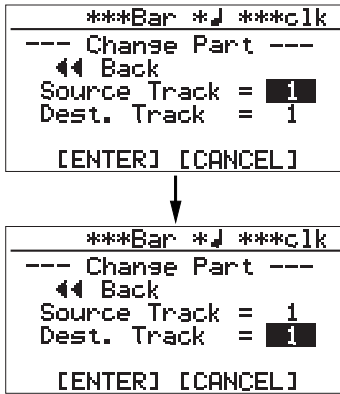 ***Bar *♩ ***clk
--- Change Part ---
◀◀ Back
Source Track = 1
Dest. Track = 1
[ENTER] [CANCEL]
***Bar *♩ ***clk
--- Change Part ---
◀◀ Back
Source Track = 1
Dest. Track = 1
[ENTER] [CANCEL]